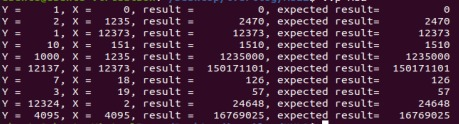 Y = 1, X = 0, result = 0, expected result= 0
Y = 2, X = 1235, result = 2470, expected result= 2470
Y = 1, X = 12373, result = 12373, expected result= 12373
Y = 10, X = 151, result = 1510, expected result= 1510
Y = 1000, X = 1235, result = 1235000, expected result= 1235000
Y = 12137, X = 12373, result = 150171101, expected result= 150171101
Y = 7, X = 18, result = 126, expected result= 126
Y = 3, X = 19, result = 57, expected result= 57
Y = 12324, X = 2, result = 24648, expected result= 24648
Y = 4095, X = 4095, result = 16769025, expected result= 16769025